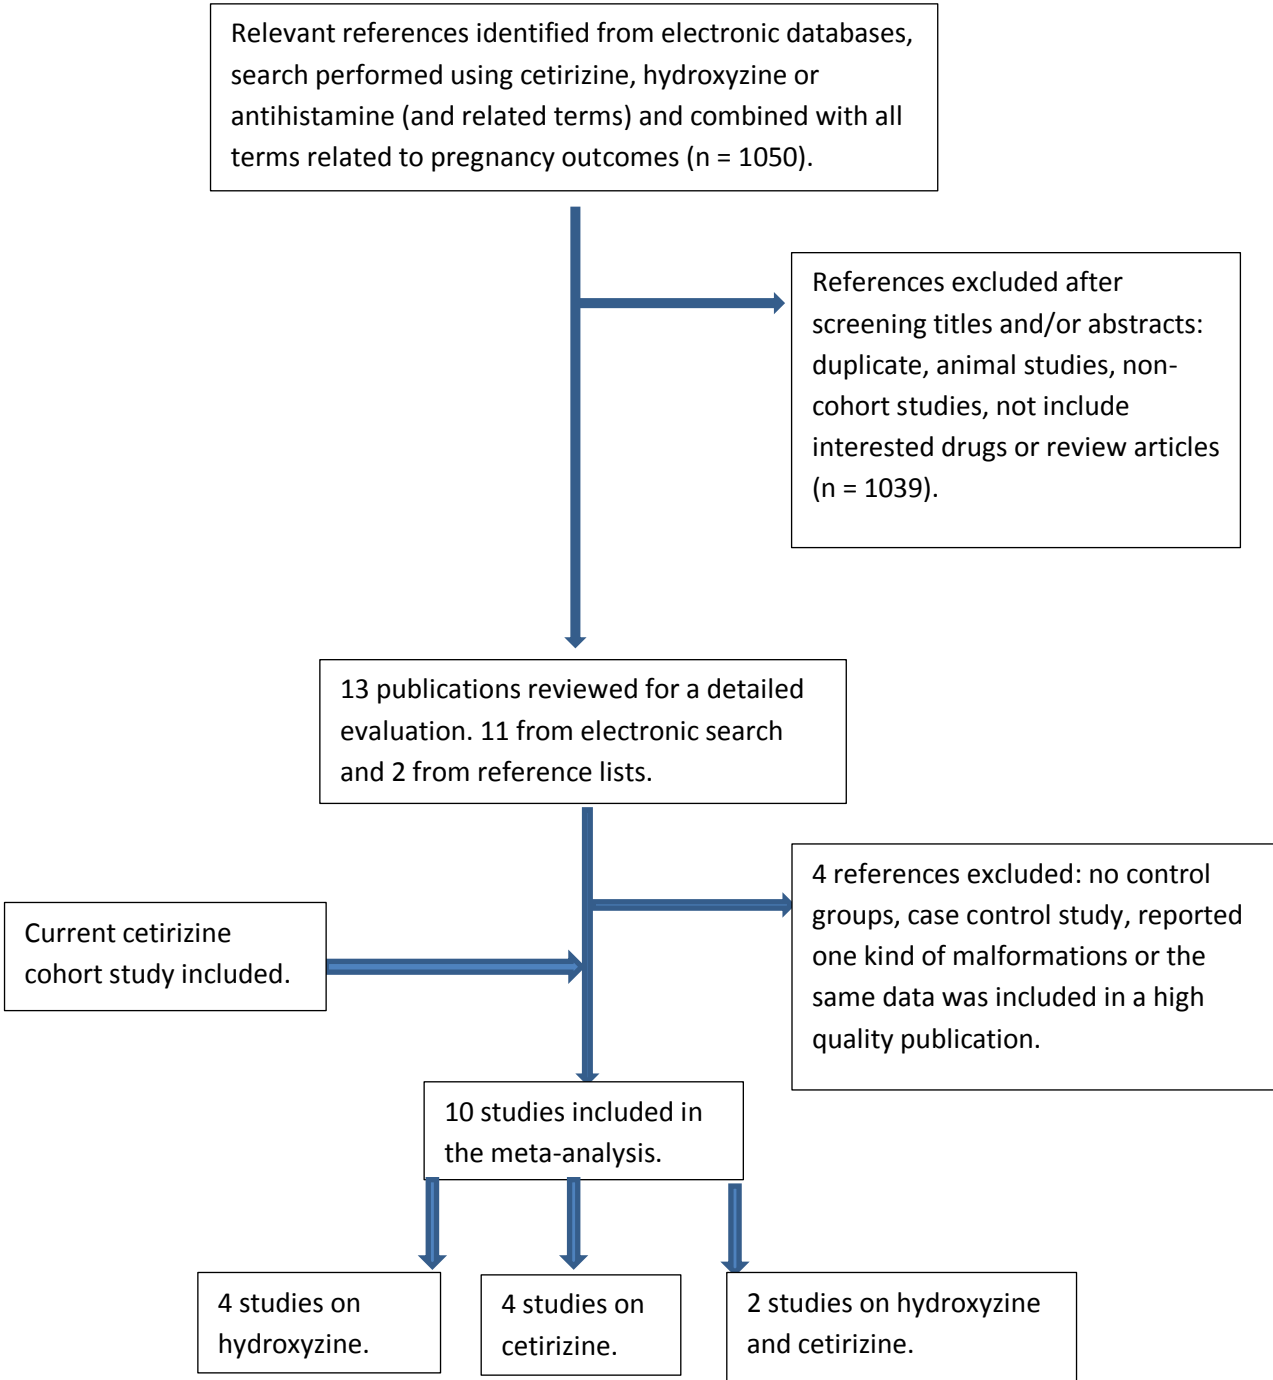 Relevant references identified from electronic databases,
search performed using cetirizine, hydroxyzine or
antihistamine (and related terms) and combined with all
terms related to pregnancy outcomes (n = 1050).
References excluded after
screening titles and/or abstracts:
duplicate, animal studies, non-
cohort studies, not include
interested drugs or review articles
(n = 1039).
13 publications reviewed for a detailed
evaluation. 11 from electronic search
and 2 from reference lists.
4 references excluded: no control
groups, case control study, reported
one kind of malformations or the
same data was included in a high
quality publication.
Current cetirizine
cohort study included.
10 studies included in
the meta-analysis.
4 studies on
hydroxyzine.
4 studies on
cetirizine.
2 studies on hydroxyzine
and cetirizine.